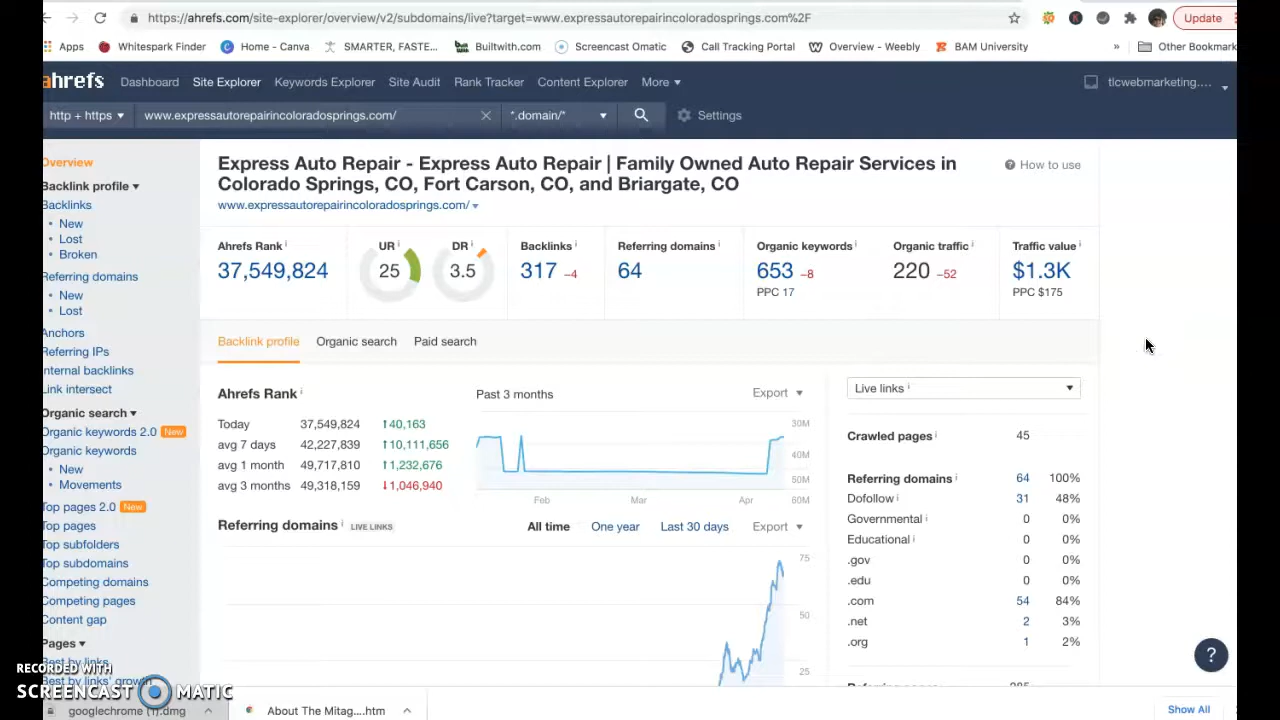 https://ahrefs.com/site-explorer/overview/v2/subdomains/live?target=www.expressautorepairincoloradosprings.com%2F
Update
Apps Whitespark Finder Home - Canva SMARTER, FASTE... Builtwith.com Screencast Omatic Call Tracking Portal Overview - Weebly BAM University » Other Bookmark
ahrefs Dashboard Site Explorer Keywords Explorer Site Audit Rank Tracker Content Explorer More tlcwebmarketing....
http + https www.expressautorepairincoloradosprings.com/ *.domain/* Settings
Overview
Backlink profile
Backlinks
New
Lost
Broken
Referring domains
New
Lost
Anchors
Referring IPs
Internal backlinks
Link intersect
Organic search
Organic keywords 2.0 New
Organic keywords
New
Movements
Top pages 2.0 New
Top pages
Top subfolders
Top subdomains
Competing domains
Competing pages
Content gap
Pages
Best by links
Best by links' growth
Express Auto Repair - Express Auto Repair | Family Owned Auto Repair Services in
Colorado Springs, CO, Fort Carson, CO, and Briargate, CO
How to use
www.expressautorepairincoloradosprings.com/
Ahrefs Rank UR DR Backlinks Referring domains Organic keywords Organic traffic Traffic value
37,549,824 25 3.5 317 –4 64 653 –8 220 –52 $1.3K
PPC 17 PPC $175
Backlink profile Organic search Paid search
Ahrefs Rank Past 3 months Export
Today 37,549,824 ↑40,163
avg 7 days 42,227,839 ↑10,111,656
avg 1 month 49,717,810 ↑1,232,676
avg 3 months 49,318,159 ↓1,046,940
30M
40M
50M
60M
Feb Mar Apr
Referring domains LIVE LINKS All time One year Last 30 days Export
75
50
25
Live links
Crawled pages 45
Referring domains 64 100%
Dofollow 31 48%
Governmental 0 0%
Educational 0 0%
.gov 0 0%
.edu 0 0%
.com 54 84%
.net 2 3%
.org 1 2%
?
RECORDED WITH
SCREENCAST MATIC
googlechrome (1).dmg About The Mitag....htm Show All